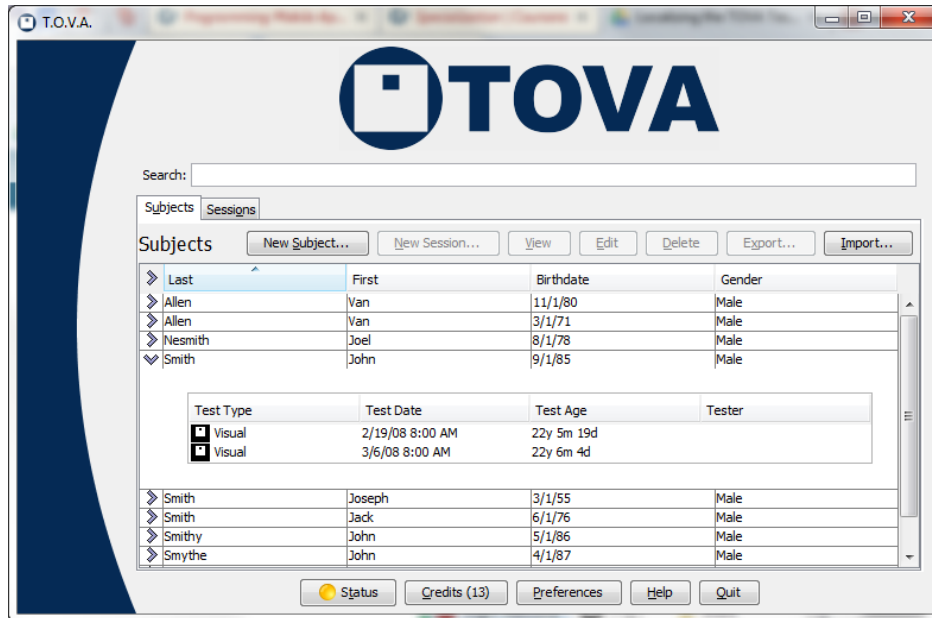 T.O.V.A.
TOVA
Search:
Subjects Sessions
Subjects New Subject... New Session... View Edit Delete Export... Import...
Last First Birthdate Gender
Allen Van 11/1/80 Male
Allen Van 3/1/71 Male
Nesmith Joel 8/1/78 Male
Smith John 9/1/85 Male
Test Type Test Date Test Age Tester
Visual 2/19/08 8:00 AM 22y 5m 19d
Visual 3/6/08 8:00 AM 22y 6m 4d
Smith Joseph 3/1/55 Male
Smith Jack 6/1/76 Male
Smithy John 5/1/86 Male
Smythe John 4/1/87 Male
Status Credits (13) Preferences Help Quit